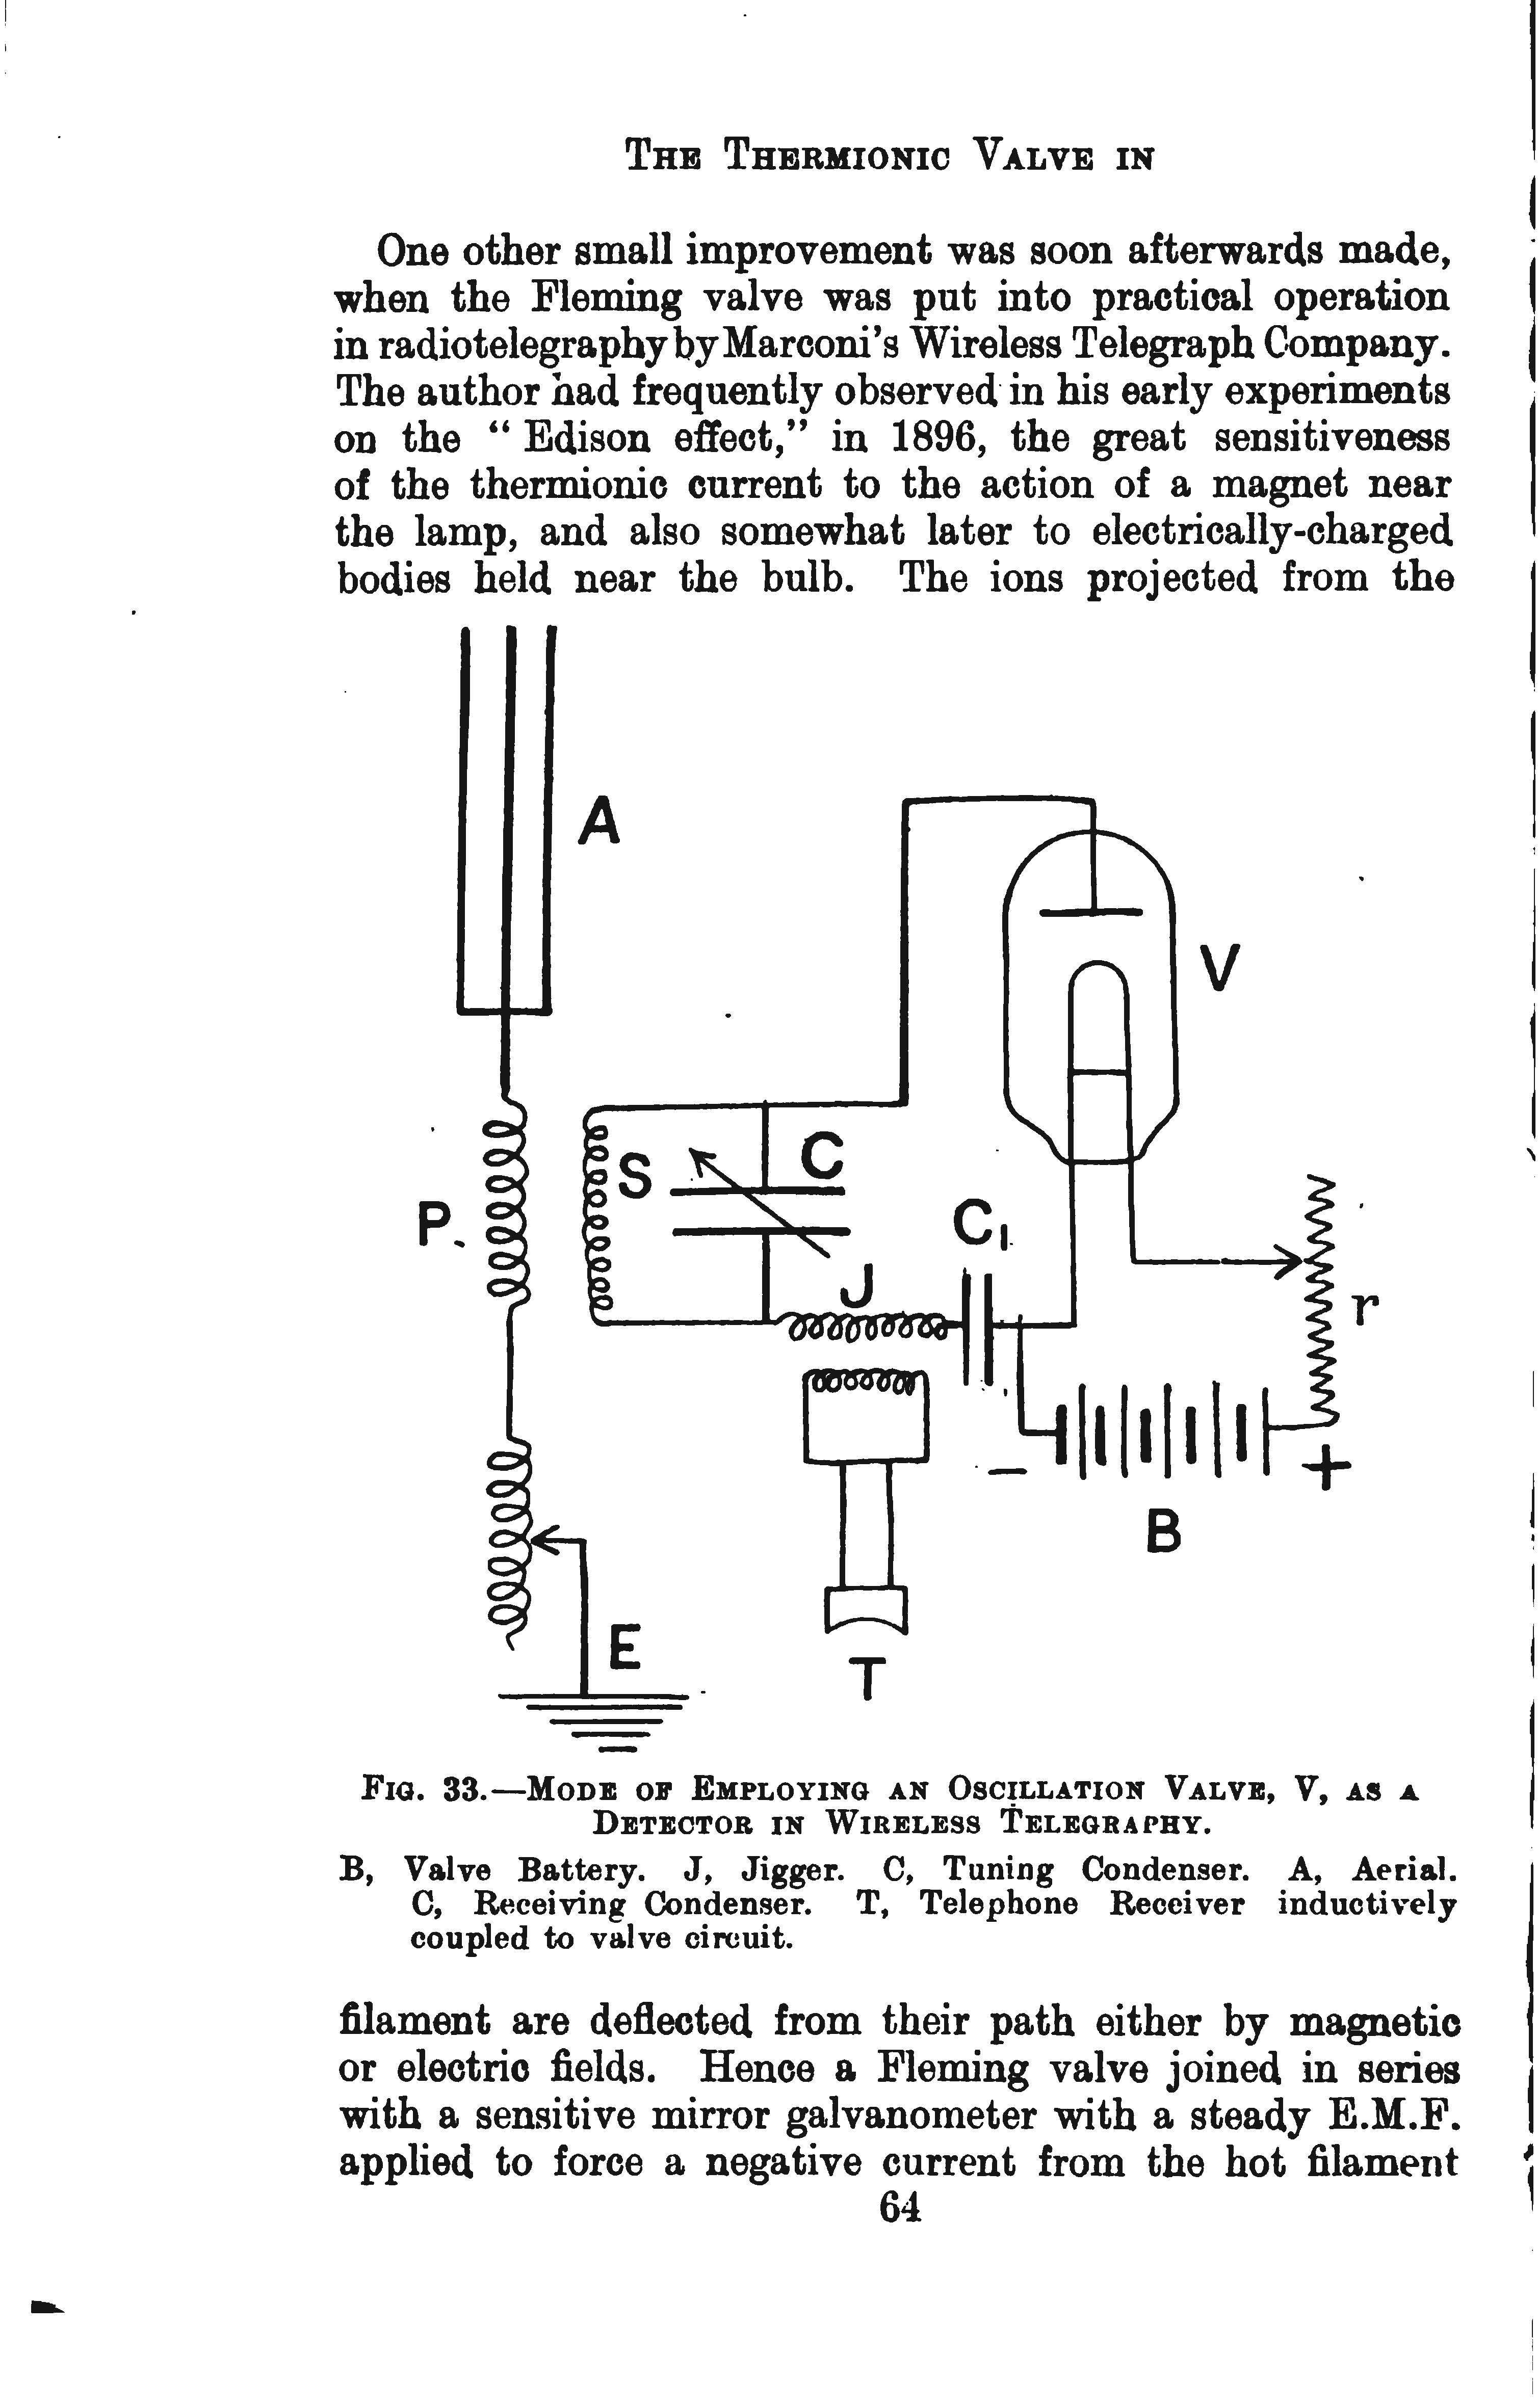 THE THERMIONIC VALVE IN
One other small improvement was soon afterwards made,
when the Fleming valve was put into practical operation
in radiotelegraphy by Marconi's Wireless Telegraph Company.
The author had frequently observed in his early experiments
on the "Edison effect," in 1896, the great sensitiveness
of the thermionic current to the action of a magnet near
the lamp, and also somewhat later to electrically-charged
bodies held near the bulb. The ions projected from the
A
V
S
C
P
C1
J
r
− +
B
E
T
FIG. 33.—MODE OF EMPLOYING AN OSCILLATION VALVE, V, AS A
DETECTOR IN WIRELESS TELEGRAPHY.
B, Valve Battery. J, Jigger. C, Tuning Condenser. A, Aerial.
C, Receiving Condenser. T, Telephone Receiver inductively
coupled to valve circuit.
filament are deflected from their path either by magnetic
or electric fields. Hence a Fleming valve joined in series
with a sensitive mirror galvanometer with a steady E.M.F.
applied to force a negative current from the hot filament
64